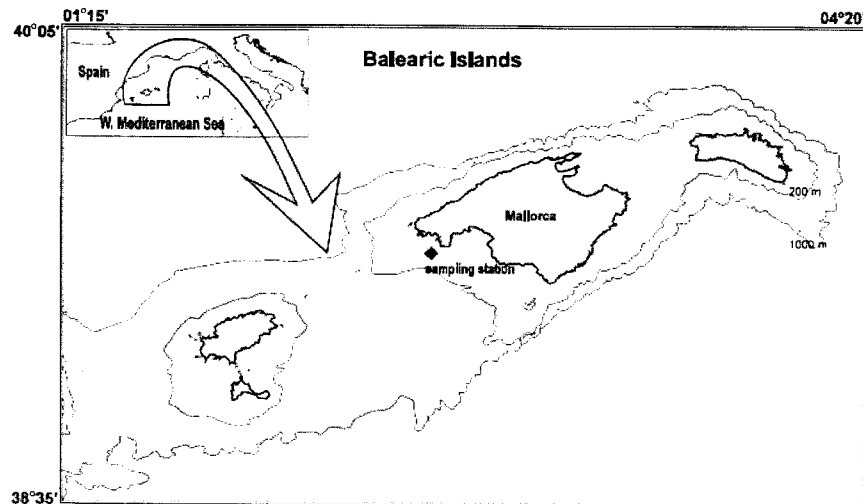 01°15'
04°20'
40°05'
Balearic Islands
Spain
W. Mediterranean Sea
Mallorca
200 m
1000 m
sampling station
38°35'